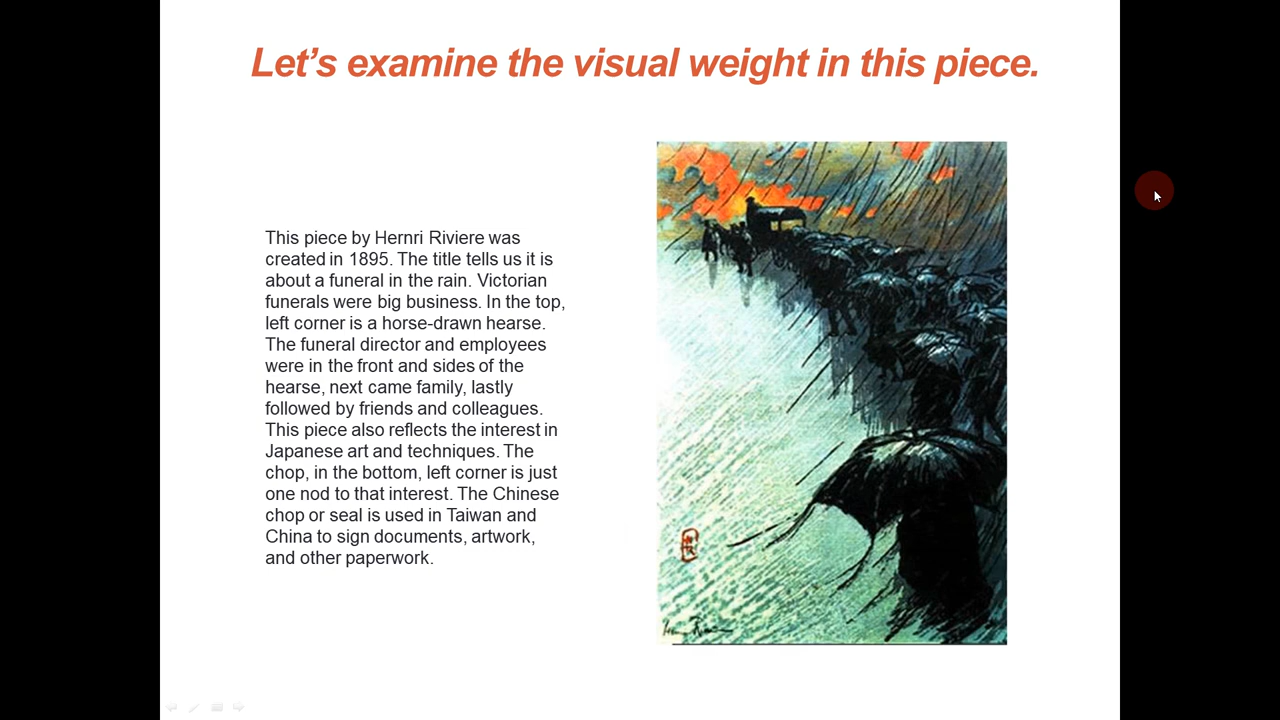 Let's examine the visual weight in this piece.
This piece by Hernri Riviere was
created in 1895. The title tells us it is
about a funeral in the rain. Victorian
funerals were big business. In the top,
left corner is a horse-drawn hearse.
The funeral director and employees
were in the front and sides of the
hearse, next came family, lastly
followed by friends and colleagues.
This piece also reflects the interest in
Japanese art and techniques. The
chop, in the bottom, left corner is just
one nod to that interest. The Chinese
chop or seal is used in Taiwan and
China to sign documents, artwork,
and other paperwork.